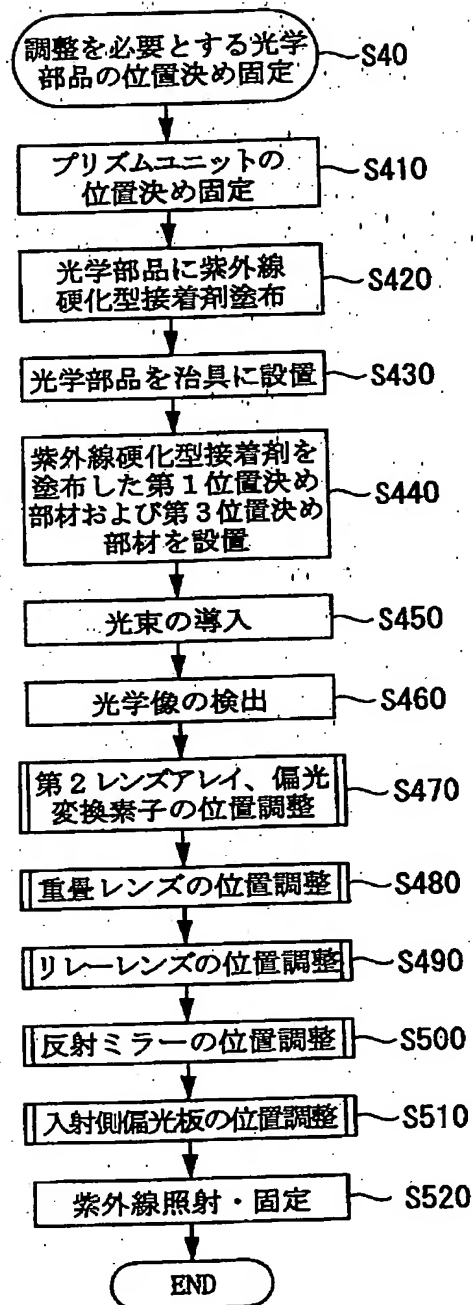 調整を必要とする光学
部品の位置決め固定
S40
プリズムユニットの
位置決め固定
S410
光学部品に紫外線
硬化型接着剤塗布
S420
光学部品を治具に設置
S430
紫外線硬化型接着剤を
塗布した第1位置決め
部材および第3位置決め
部材を設置
S440
光束の導入
S450
光学像の検出
S460
第2レンズアレイ、偏光
変換素子の位置調整
S470
重畳レンズの位置調整
S480
リレーレンズの位置調整
S490
反射ミラーの位置調整
S500
入射側偏光板の位置調整
S510
紫外線照射・固定
S520
END